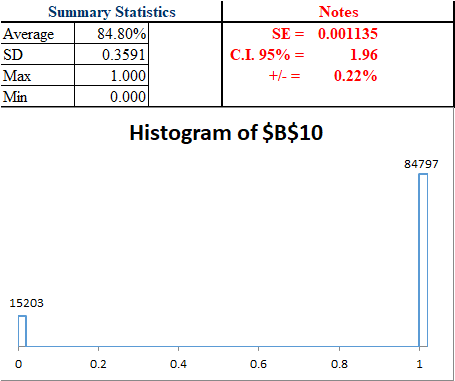 Summary Statistics Notes
Average 84.80% SE = 0.001135
SD 0.3591 C.I. 95% = 1.96
Max 1.000 +/- = 0.22%
Min 0.000
Histogram of $B$10
84797
15203
0 0.2 0.4 0.6 0.8 1